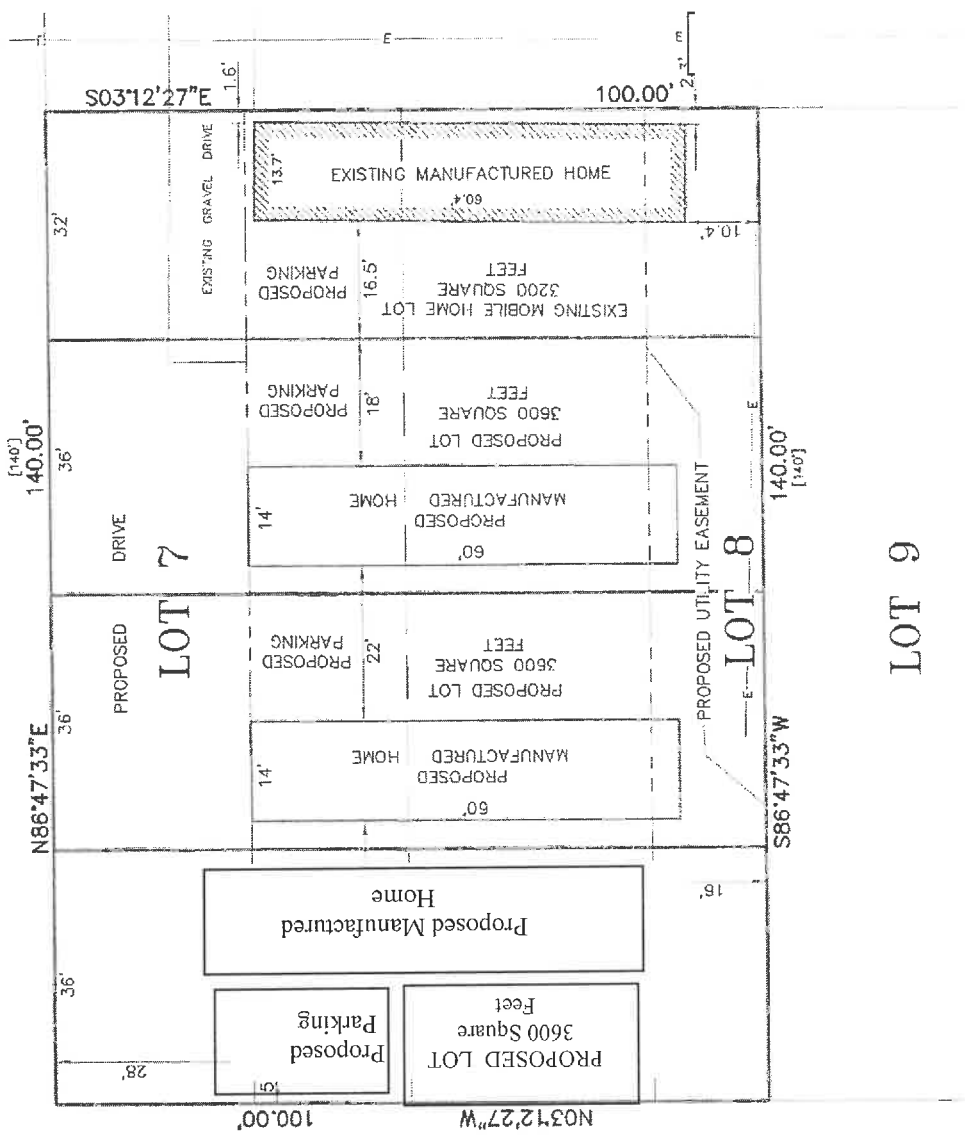 E
E
E
S03°12'27"E
1.6'
100.00'
2.3'
32'
EXISTING GRAVEL DRIVE
13.7'
EXISTING MANUFACTURED HOME
60.4'
10.4'
PROPOSED
PARKING
16.5'
EXISTING MOBILE HOME LOT
3200 SQUARE
FEET
[140']
140.00'
36'
PROPOSED
PARKING
18'
PROPOSED LOT
3600 SQUARE
FEET
E
140.00'
[140']
DRIVE
LOT 7
14'
PROPOSED
MANUFACTURED HOME
60'
PROPOSED UTILITY EASEMENT
LOT 8
E
LOT 9
PROPOSED
PROPOSED
PARKING
22'
PROPOSED LOT
3600 SQUARE
FEET
E
N86°47'33"E
36'
14'
PROPOSED
MANUFACTURED HOME
60'
S86°47'33"W
Proposed Manufactured
Home
16'
36'
Proposed
Parking
PROPOSED LOT
3600 Square
Feet
28'
5'
100.00'
N03°12'27"W